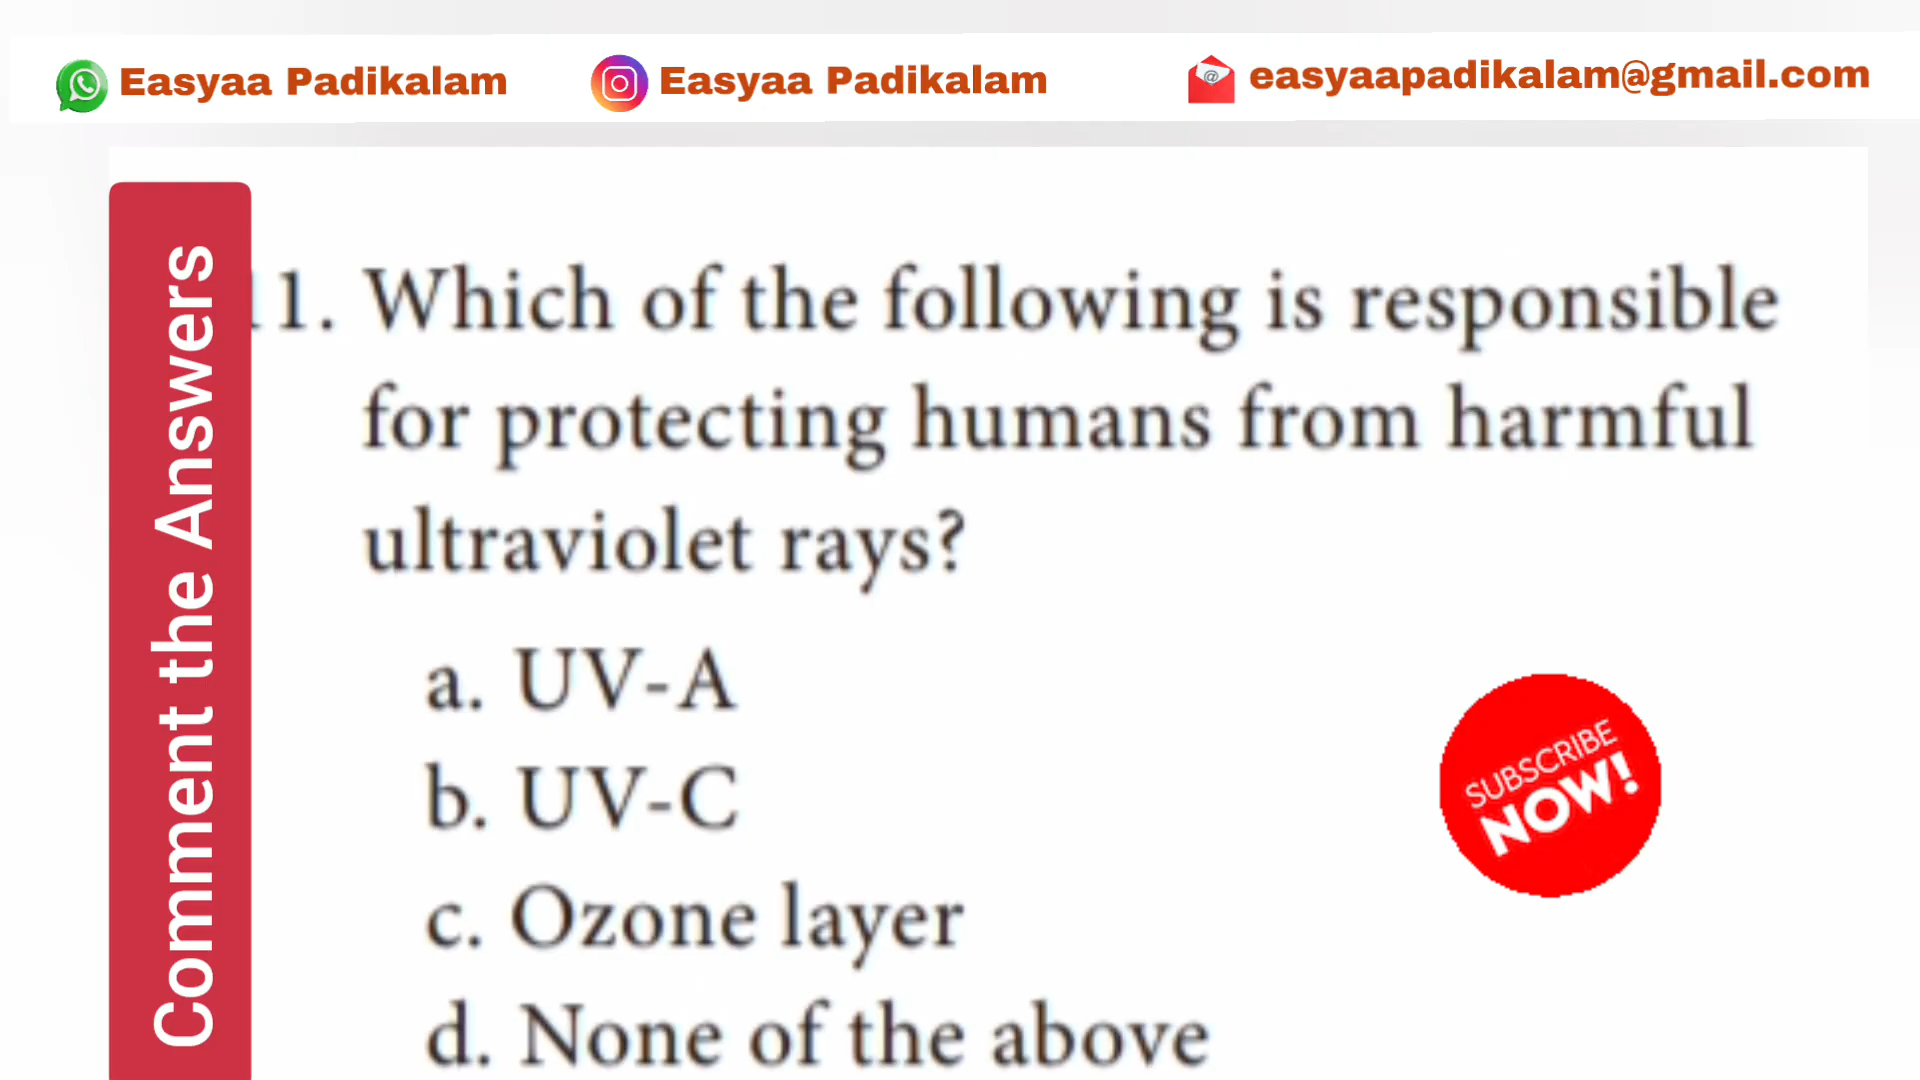 Easyaa Padikalam
Easyaa Padikalam
easyaapadikalam@gmail.com
Comment the Answers
11. Which of the following is responsible
for protecting humans from harmful
ultraviolet rays?
a. UV-A
b. UV-C
c. Ozone layer
d. None of the above
SUBSCRIBE
NOW!